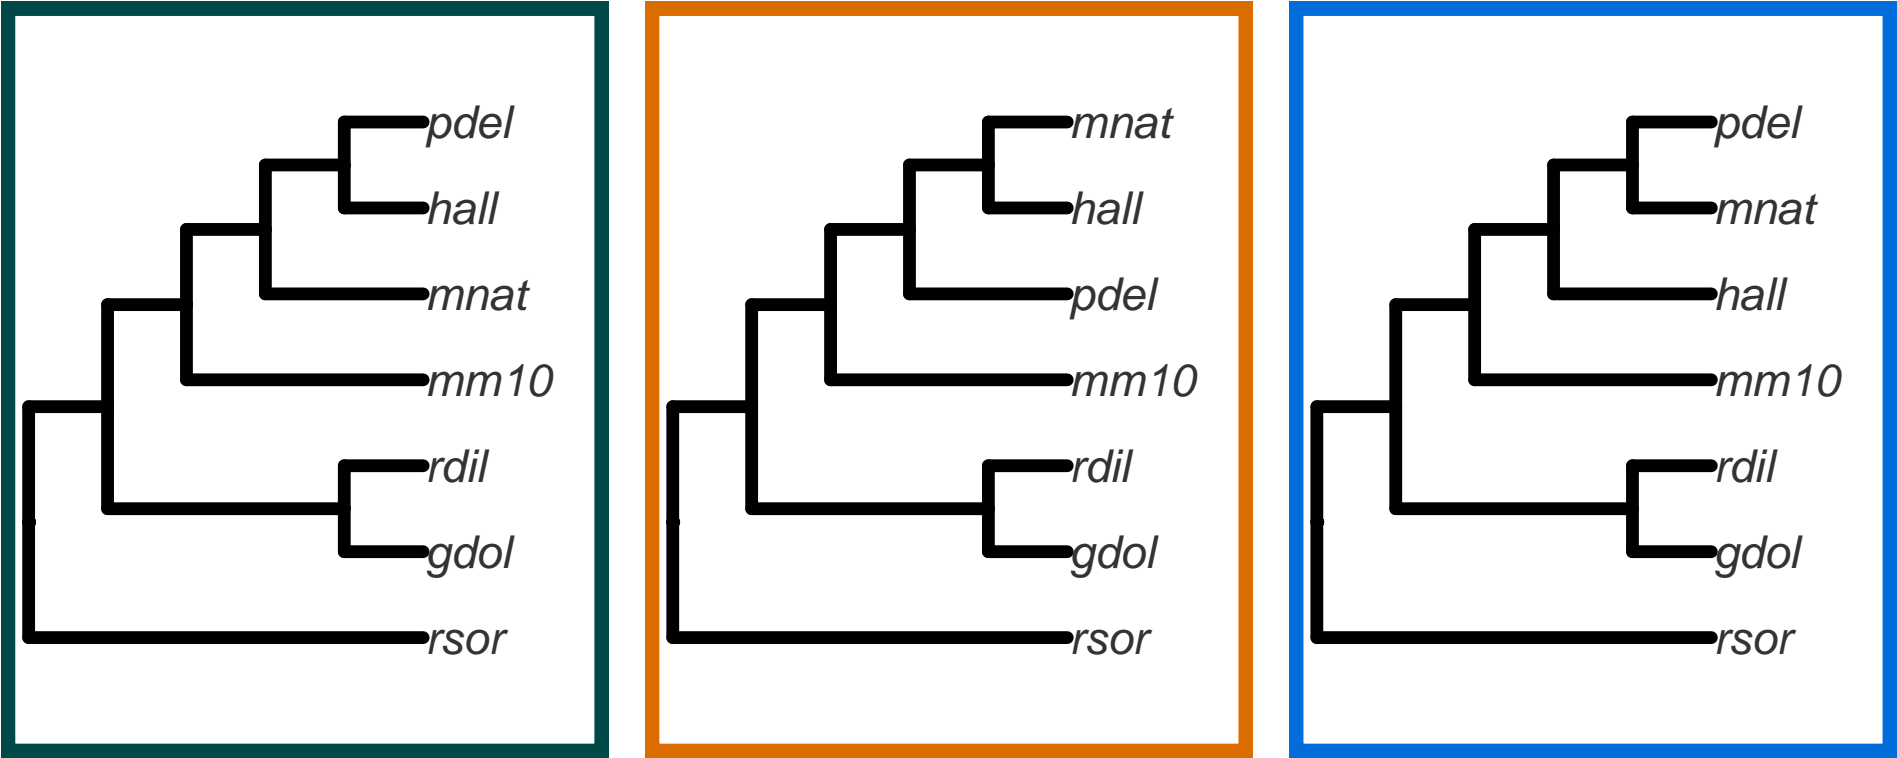 pdel
hall
mnat
mm10
rdil
gdol
rsor
mnat
hall
pdel
mm10
rdil
gdol
rsor
pdel
mnat
hall
mm10
rdil
gdol
rsor